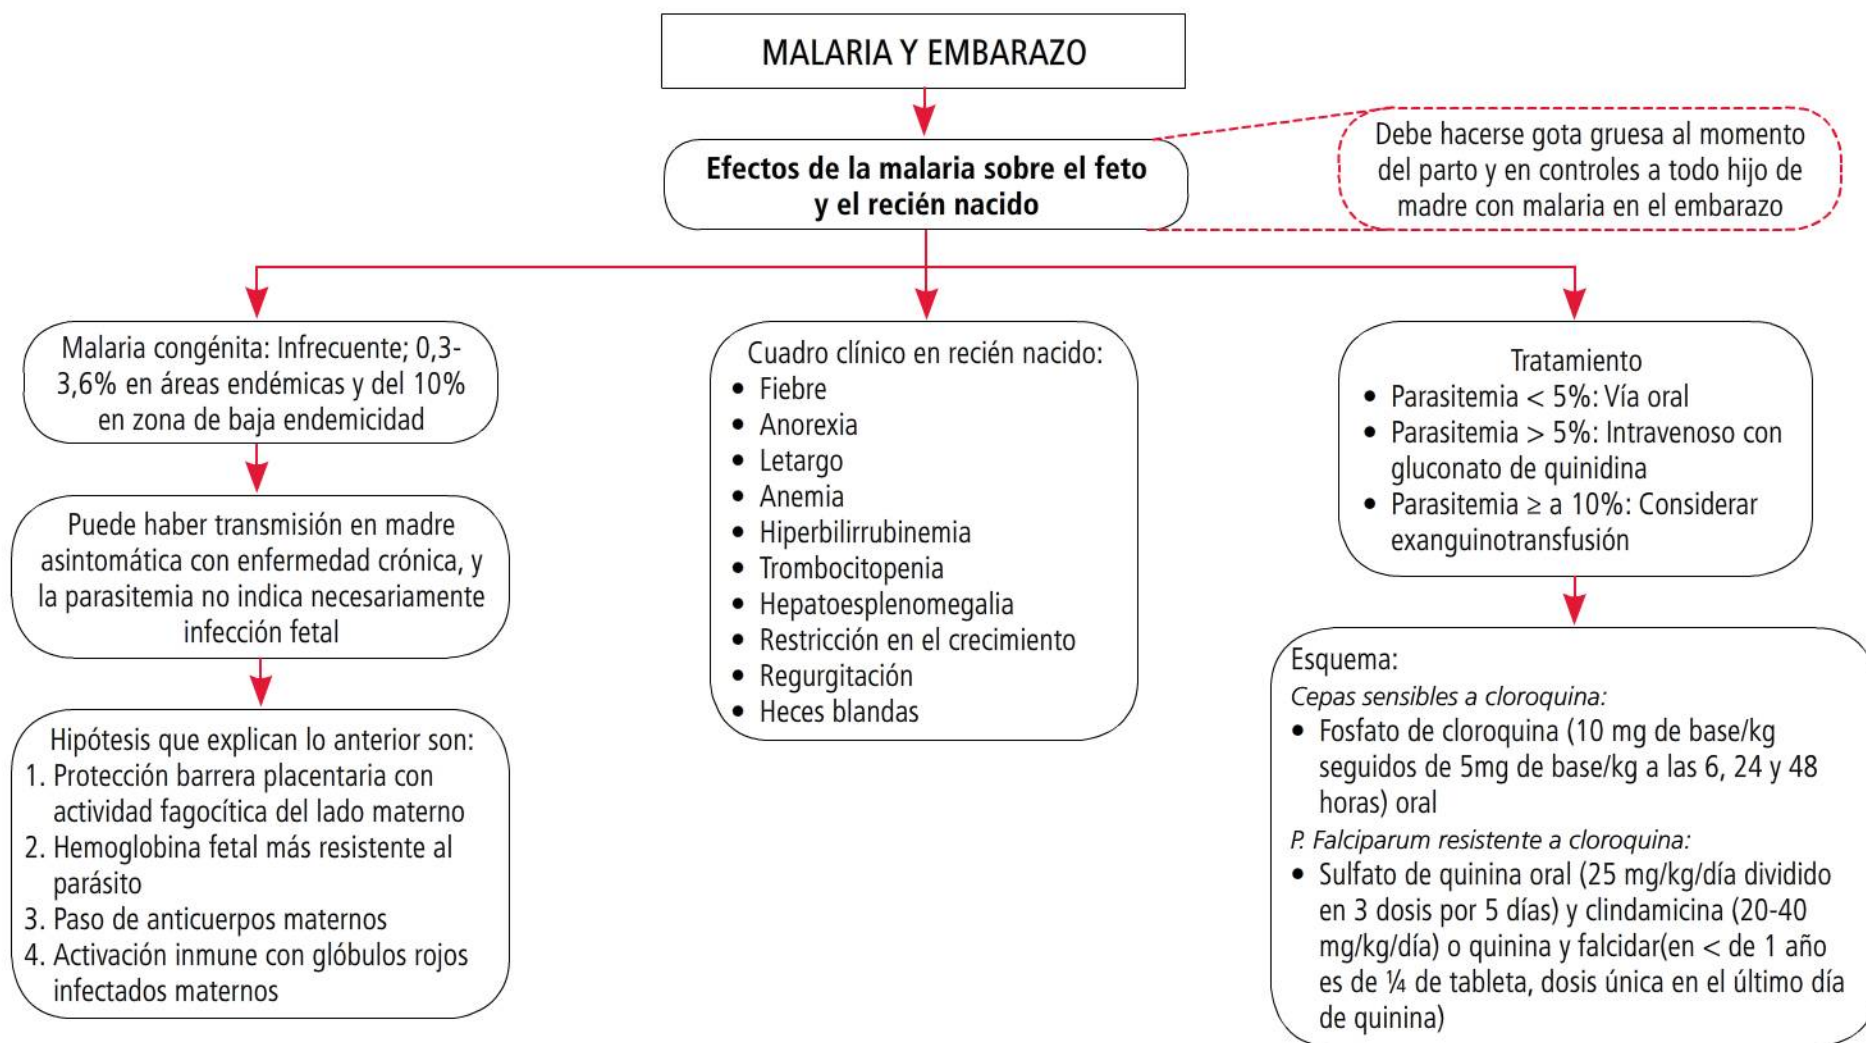 MALARIA Y EMBARAZO
Efectos de la malaria sobre el feto
y el recién nacido
Debe hacerse gota gruesa al momento
del parto y en controles a todo hijo de
madre con malaria en el embarazo
Malaria congénita: Infrecuente; 0,3-
3,6% en áreas endémicas y del 10%
en zona de baja endemicidad
Puede haber transmisión en madre
asintomática con enfermedad crónica, y
la parasitemia no indica necesariamente
infección fetal
Hipótesis que explican lo anterior son:
1. Protección barrera placentaria con
actividad fagocítica del lado materno
2. Hemoglobina fetal más resistente al
parásito
3. Paso de anticuerpos maternos
4. Activación inmune con glóbulos rojos
infectados maternos
Cuadro clínico en recién nacido:
• Fiebre
• Anorexia
• Letargo
• Anemia
• Hiperbilirrubinemia
• Trombocitopenia
• Hepatoesplenomegalia
• Restricción en el crecimiento
• Regurgitación
• Heces blandas
Tratamiento
• Parasitemia < 5%: Vía oral
• Parasitemia > 5%: Intravenoso con
gluconato de quinidina
• Parasitemia ≥ a 10%: Considerar
exanguinotransfusión
Esquema:
Cepas sensibles a cloroquina:
• Fosfato de cloroquina (10 mg de base/kg
seguidos de 5mg de base/kg a las 6, 24 y 48
horas) oral
P. Falciparum resistente a cloroquina:
• Sulfato de quinina oral (25 mg/kg/día dividido
en 3 dosis por 5 días) y clindamicina (20-40
mg/kg/día) o quinina y falcidar(en < de 1 año
es de ¼ de tableta, dosis única en el último día
de quinina)